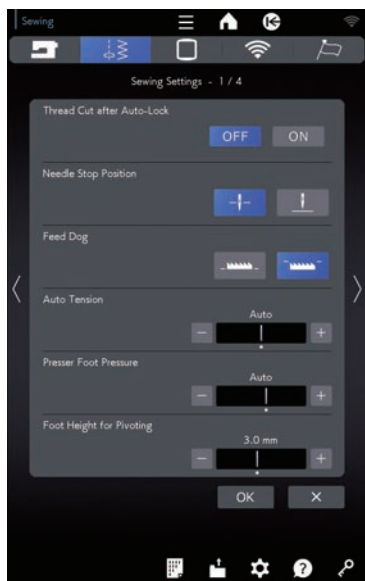 Sewing
Sewing Settings - 1 / 4
Thread Cut after Auto-Lock
OFF ON
Needle Stop Position
Feed Dog
Auto Tension
Auto
− +
Presser Foot Pressure
Auto
− +
Foot Height for Pivoting
3.0 mm
− +
OK ×
?